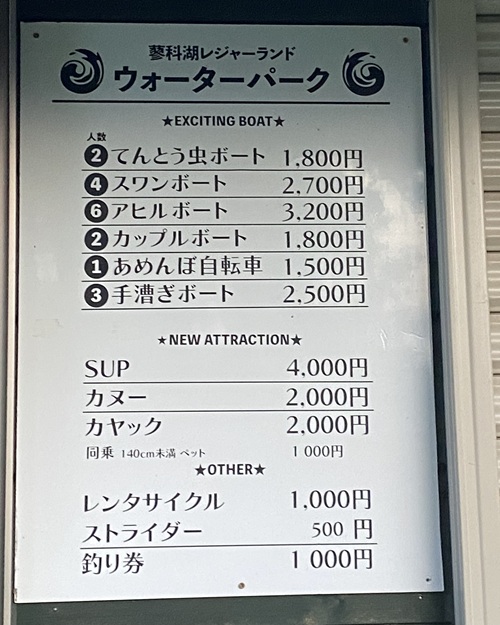 蓼科湖レジャーランド
ウォーターパーク
★EXCITING BOAT★
人数
2 てんとう虫ボート 1,800円
4 スワンボート 2,700円
6 アヒルボート 3,200円
2 カップルボート 1,800円
1 あめんぼ自転車 1,500円
3 手漕ぎボート 2,500円
★NEW ATTRACTION★
SUP 4,000円
カヌー 2,000円
カヤック 2,000円
同乗 140cm未満 ペット 1 000円
★OTHER★
レンタサイクル 1,000円
ストライダー 500 円
釣り券 1 000円